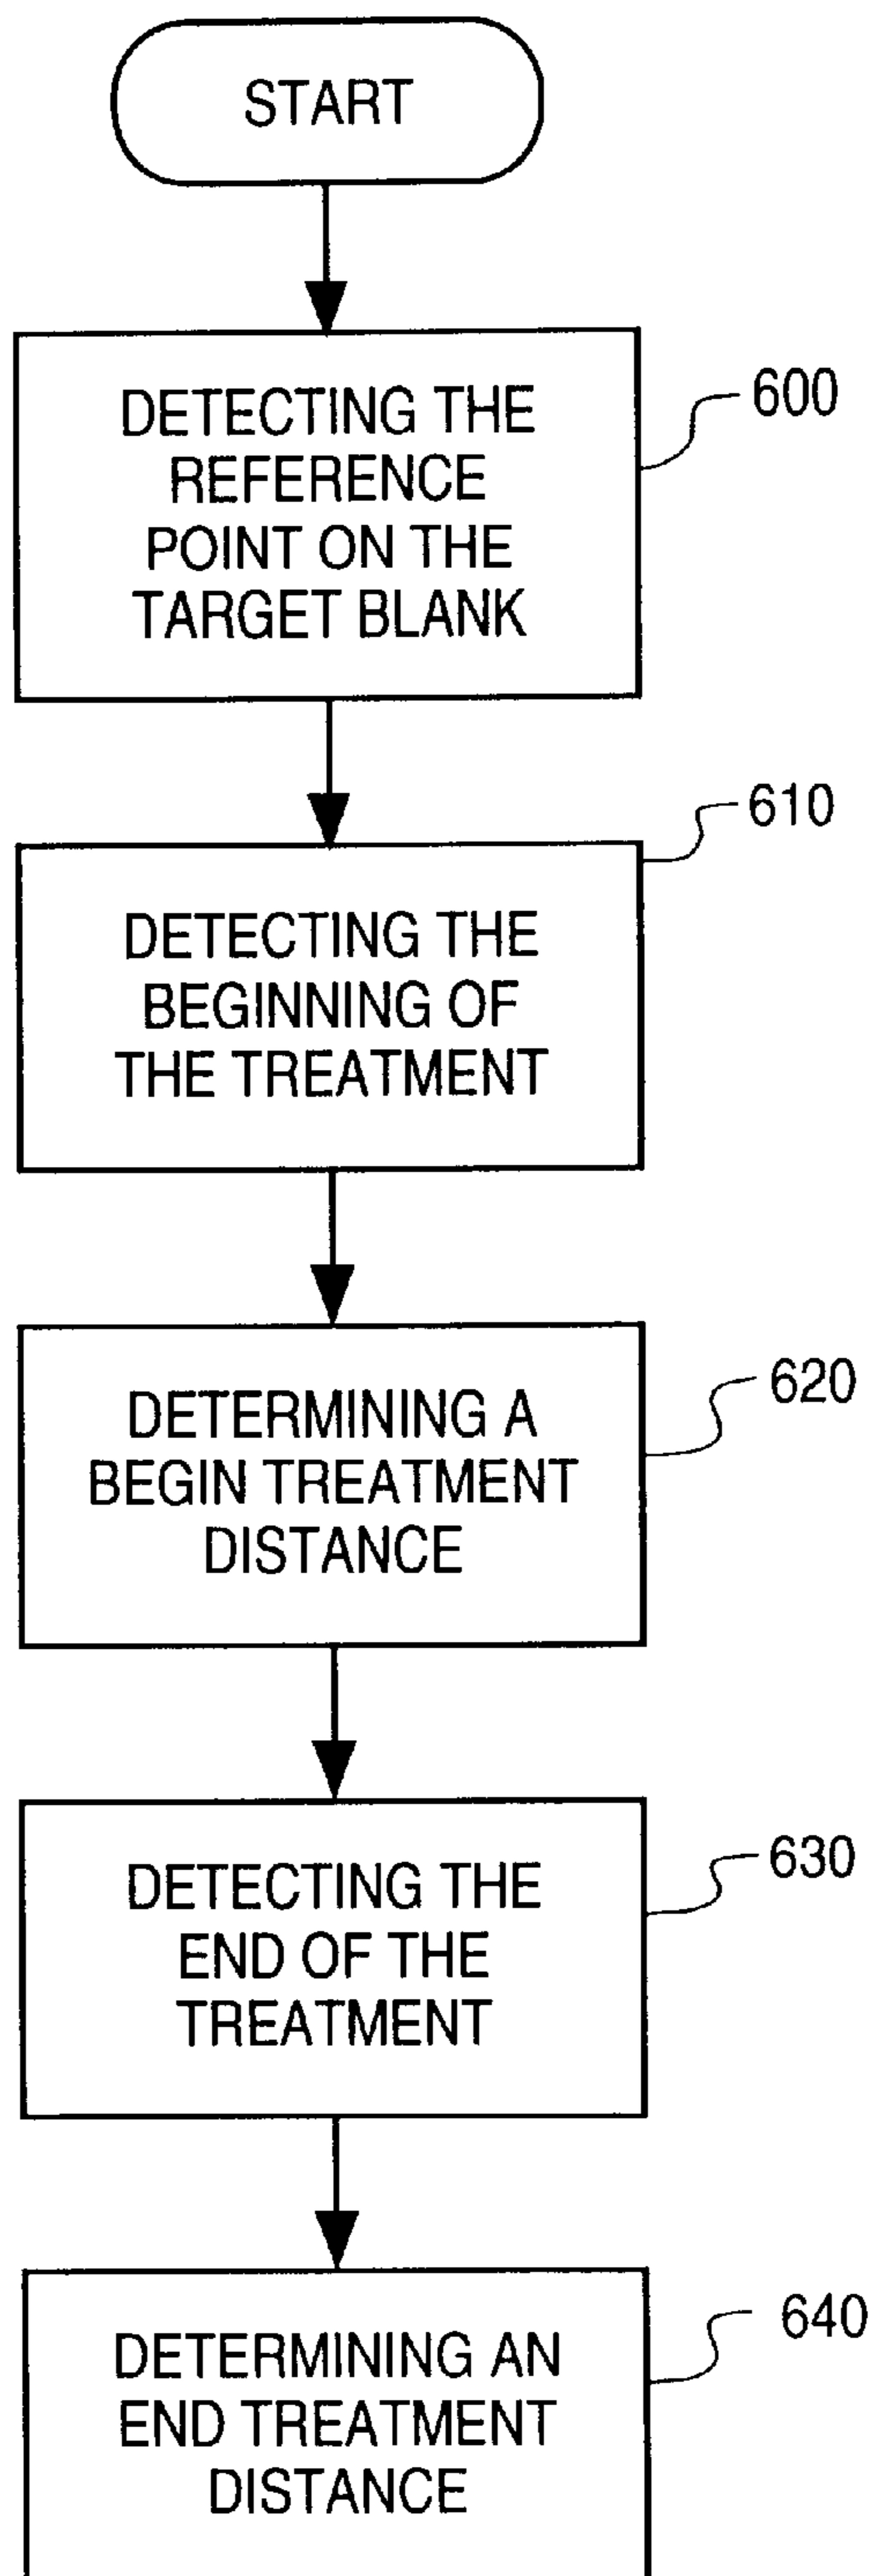 START
DETECTING THE
REFERENCE
POINT ON THE
TARGET BLANK
600
DETECTING THE
BEGINNING OF
THE TREATMENT
610
DETERMINING A
BEGIN TREATMENT
DISTANCE
620
DETECTING THE
END OF THE
TREATMENT
630
DETERMINING AN
END TREATMENT
DISTANCE
640